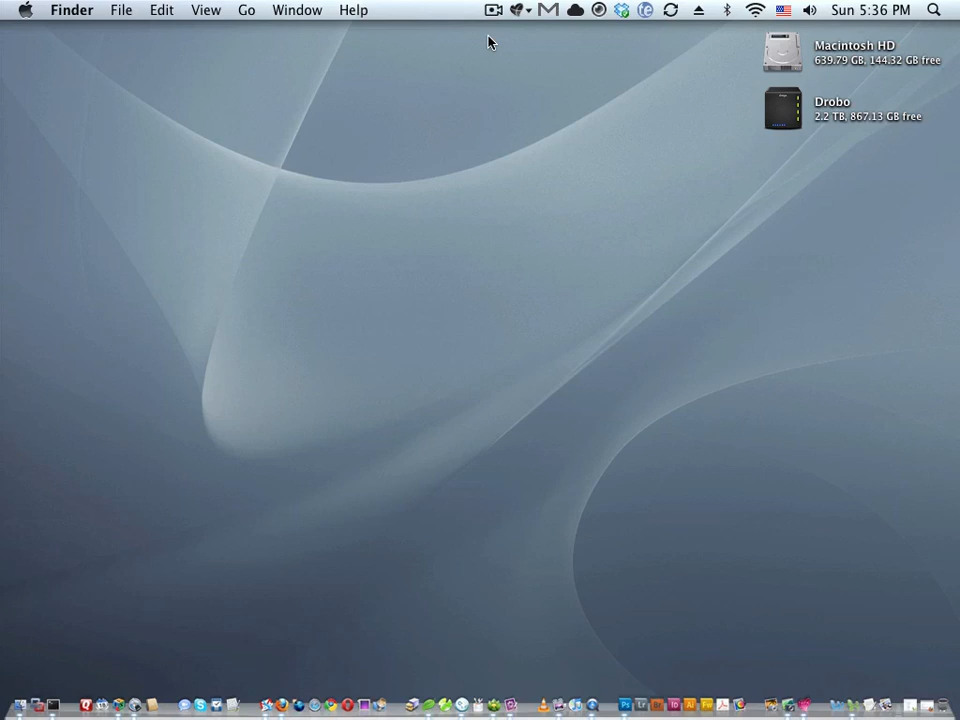 Finder File Edit View Go Window Help Sun 5:36 PM
Macintosh HD
639.79 GB, 144.32 GB free
Drobo
2.2 TB, 867.13 GB free